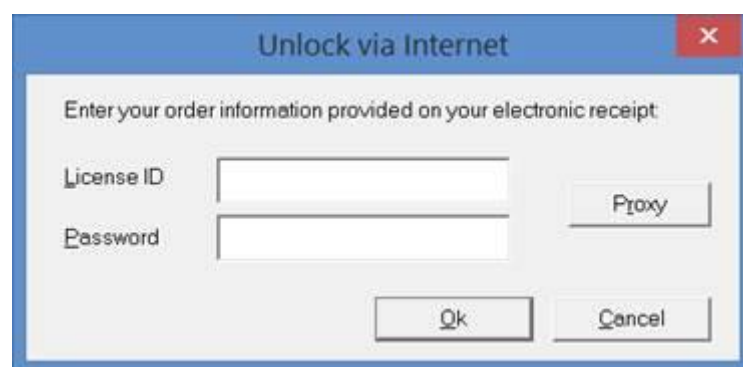 Unlock via Internet
Enter your order information provided on your electronic receipt:
License ID
Proxy
Password
Ok Cancel